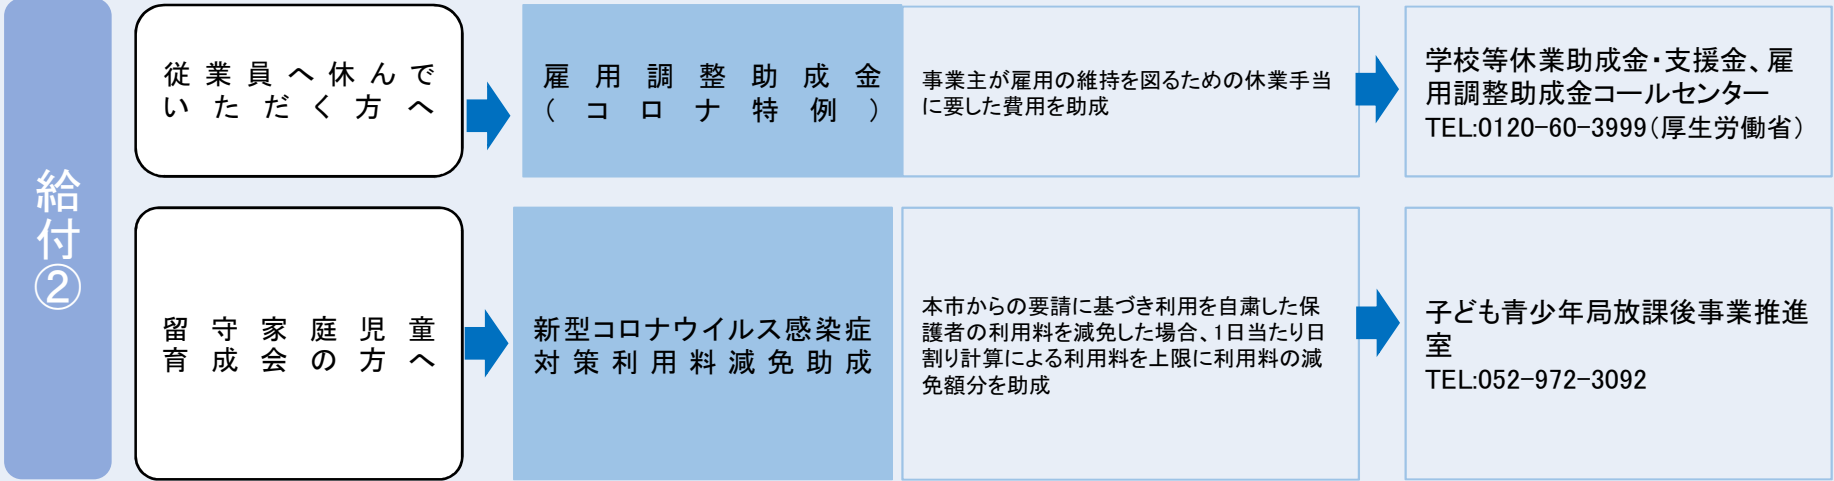 給付②
従業員へ休んで
いただく方へ
雇用調整助成金
（コロナ特例）
事業主が雇用の維持を図るための休業手当
に要した費用を助成
学校等休業助成金・支援金、雇
用調整助成金コールセンター
TEL:0120-60-3999（厚生労働省）
留守家庭児童
育成会の方へ
新型コロナウイルス感染症
対策利用料減免助成
本市からの要請に基づき利用を自粛した保
護者の利用料を減免した場合、1日当たり日
割り計算による利用料を上限に利用料の減
免額分を助成
子ども青少年局放課後事業推進
室
TEL:052-972-3092